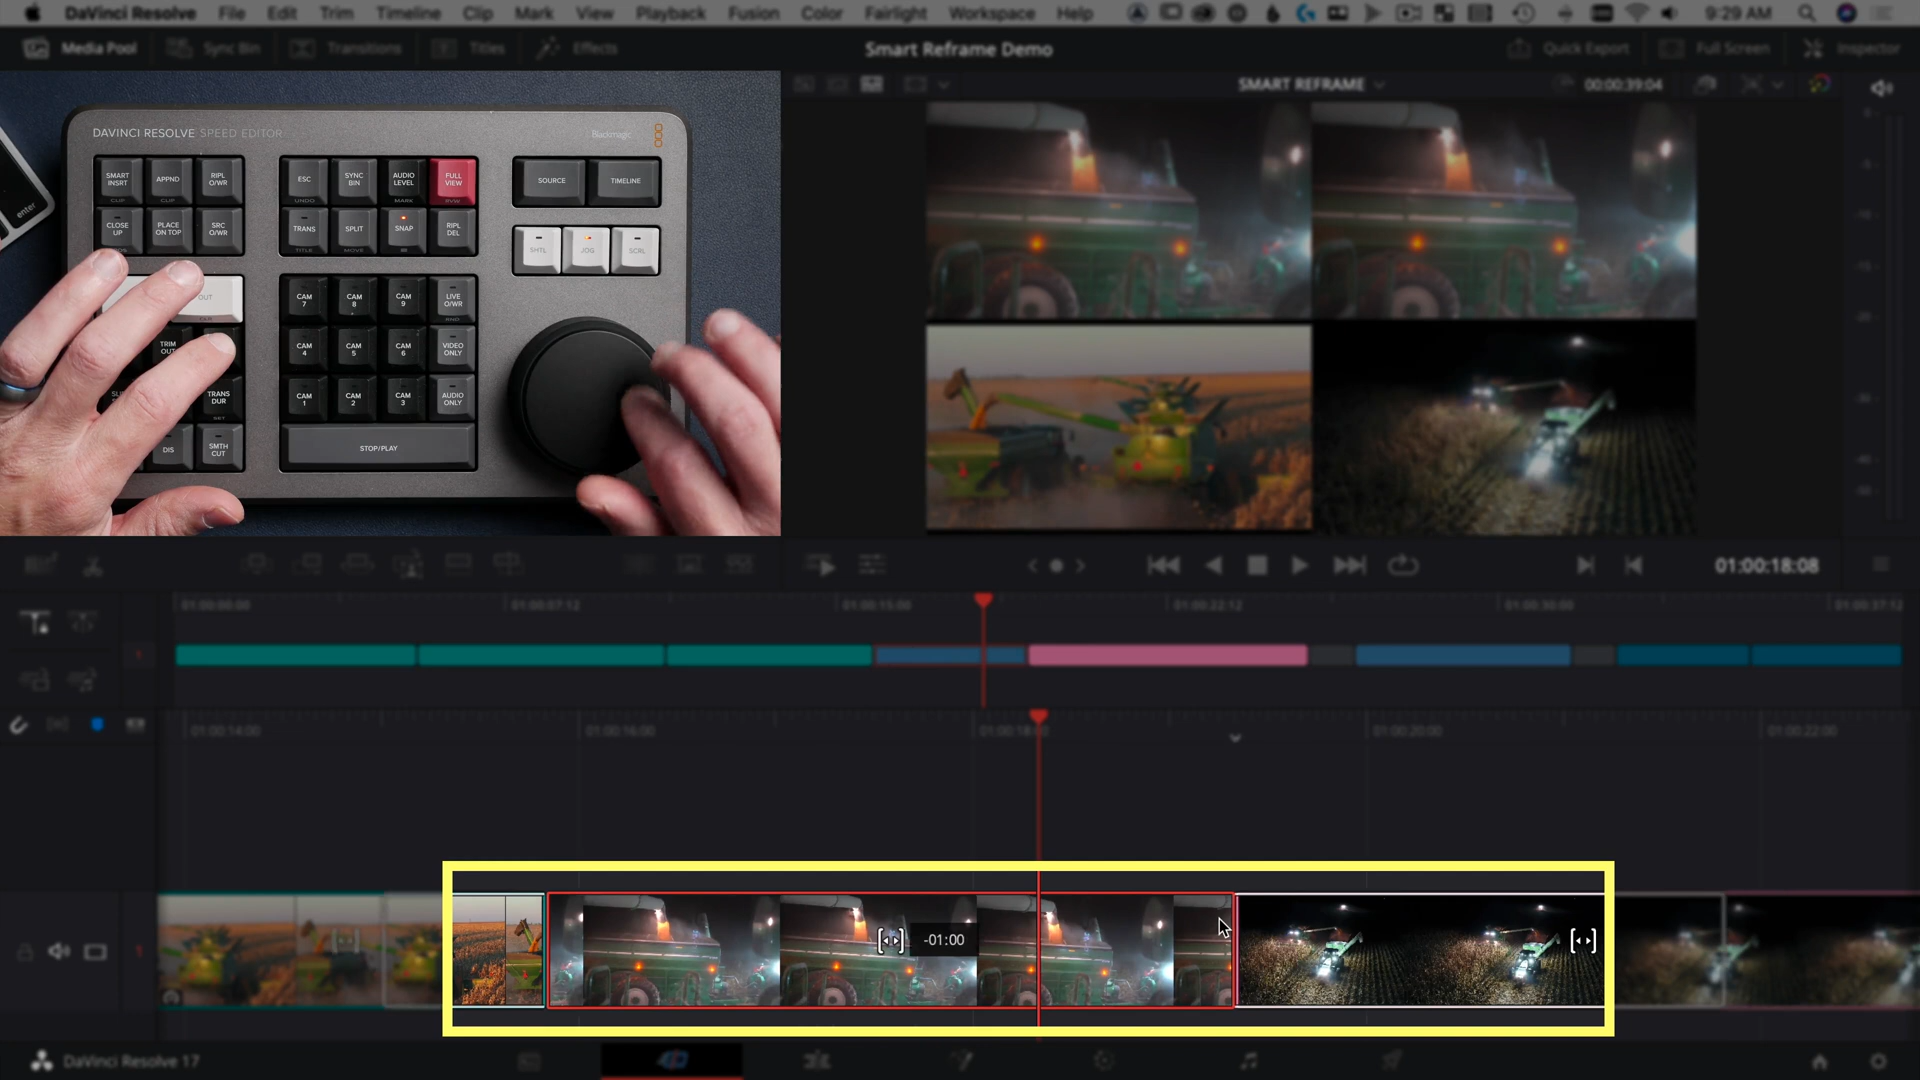 DaVinci Resolve File Edit Trim Timeline Clip Mark View Playback Fusion Color Fairlight Workspace Help 9:29 AM
Media Pool Sync Bin Transitions Titles Effects Smart Reframe Demo Quick Export Full Screen Inspector
SMART REFRAME 00:00:39:04
DAVINCI RESOLVE SPEED EDITOR Blackmagic
SMART INSRT APPND RIPL O/WR ESC SYNC BIN AUDIO LEVEL FULL VIEW SOURCE TIMELINE
CLIP CLIP UNDO MARK RVW
CLOSE UP PLACE ON TOP SRC O/WR TRANS SPLIT SNAP RIPL DEL
TITLE MOVE
SHTL JOG SCRL
enter
OUT CAM 7 CAM 8 CAM 9 LIVE O/WR
CLR RND
TRIM OUT CAM 4 CAM 5 CAM 6 VIDEO ONLY
TRANS DUR CAM 1 CAM 2 CAM 3 AUDIO ONLY
SET
DIS SMTH CUT STOP/PLAY
01:00:18:08
01:00:00:00 01:00:07:12 01:00:15:00 01:00:22:12 01:00:30:00 01:00:37:12
1
01:00:14:00 01:00:16:00 01:00:18:00 01:00:20:00 01:00:22:00
-01:00
1
DaVinci Resolve 17